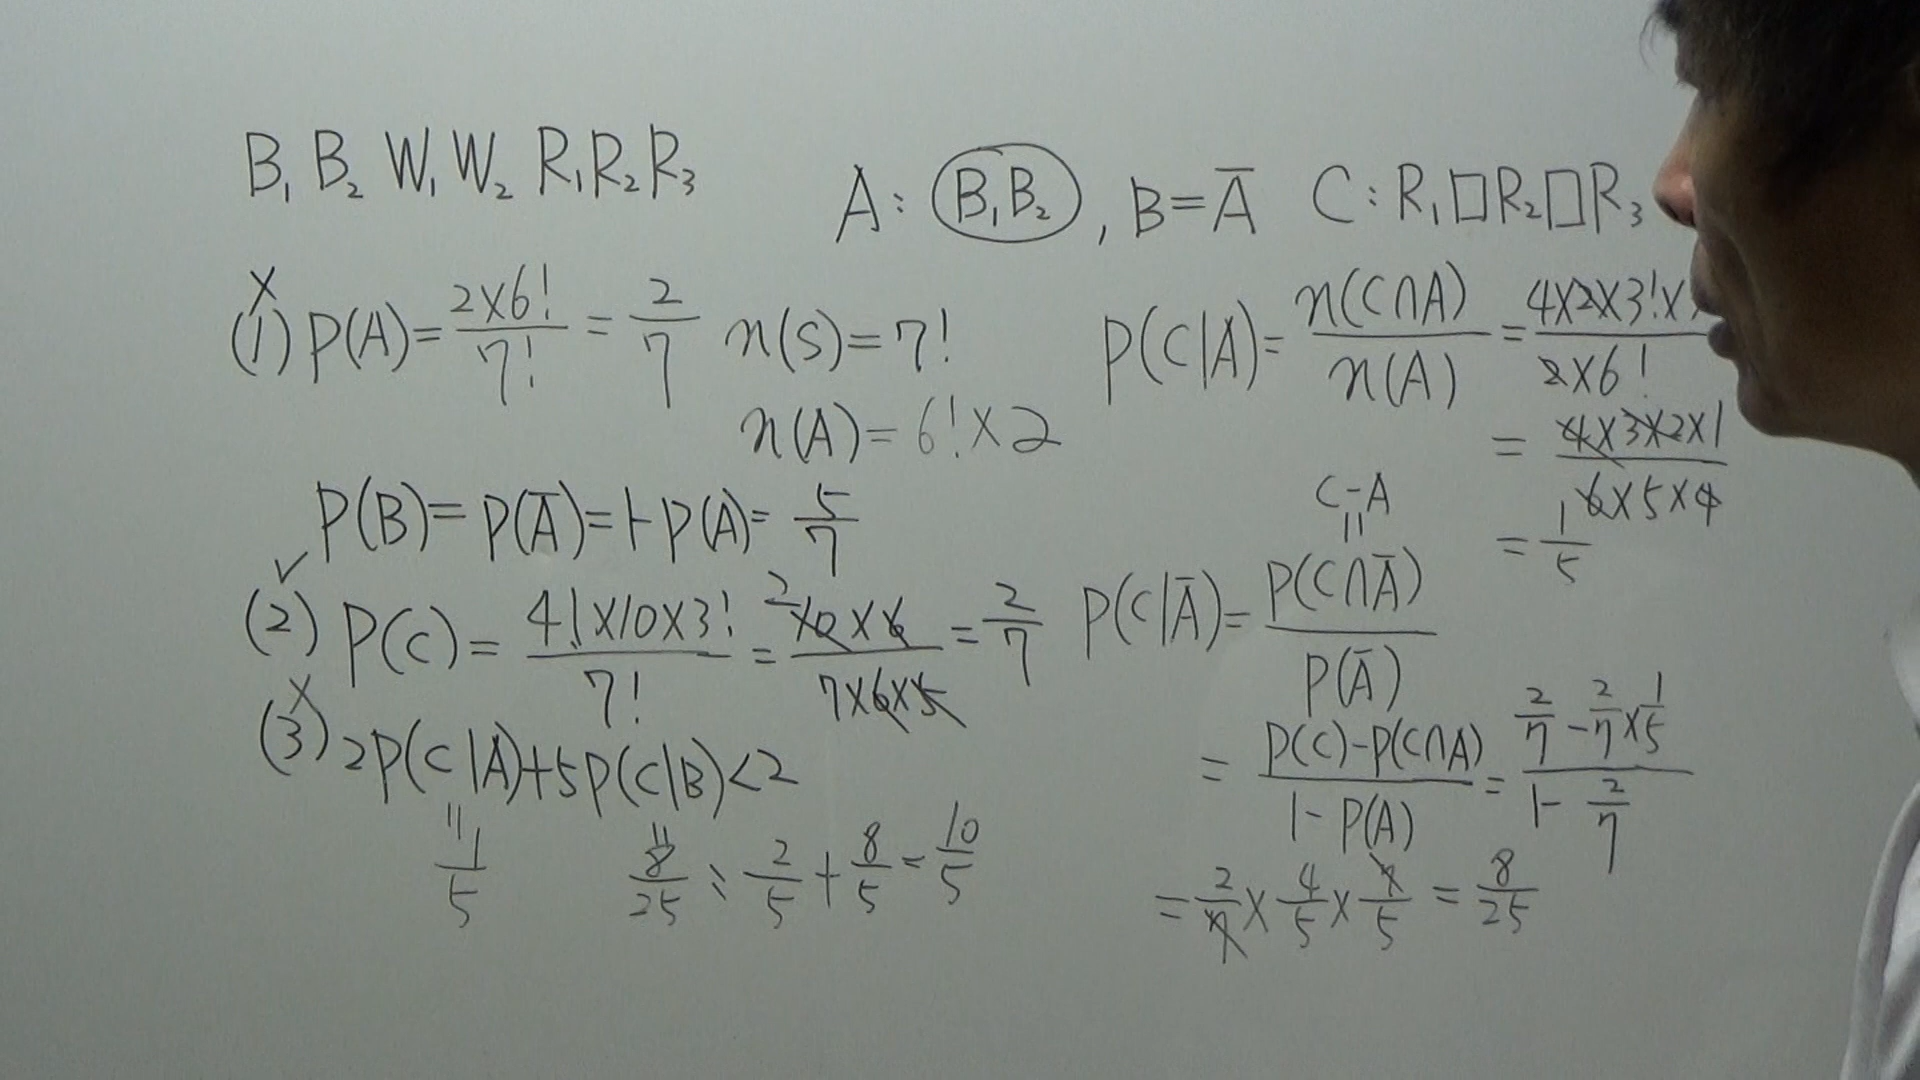 B₁ B₂ W₁ W₂ R₁ R₂ R₃
A: B₁B₂ , B = A̅ C: R₁□R₂□R₃
X
(1) P(A) = 2×6! / 7! = 2/7 n(S) = 7!
n(A) = 6! × 2
P(B) = P(A̅) = 1-P(A) = 5/7
✓
(2) P(C) = 4!×10×3! / 7! = 2 10×6 / 7×6×5 = 2/7
X
(3) 2P(C|A)+5P(C|B)<2
= 1/5 = 8/25 : 2/5 + 8/5 = 10/5
P(C|A) = n(C∩A) / n(A) = 4×2×3!× / 2×6!
= 4×3×2×1 / 6×5×4
= 1/5
C-A
=
P(C|A̅) = P(C∩A̅) / P(A̅)
= P(C)-P(C∩A) / 1-P(A) = 2/7 - 2/7 × 1/5 / 1 - 2/7
= 2/7 × 4/5 × 7/5 = 8/25